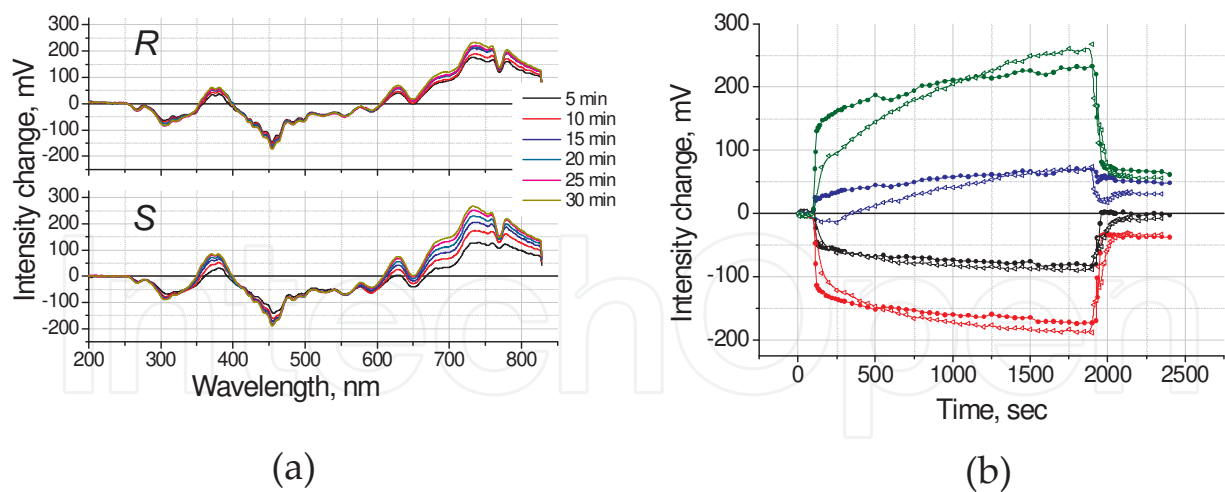 R
S
Intensity change, mV
300
200
100
0
-100
-200
300
200
100
0
-100
-200
200 300 400 500 600 700 800
Wavelength, nm
5 min
10 min
15 min
20 min
25 min
30 min
(a)
Intensity change, mV
300
200
100
0
-100
-200
0 500 1000 1500 2000 2500
Time, sec
(b)
intechopen